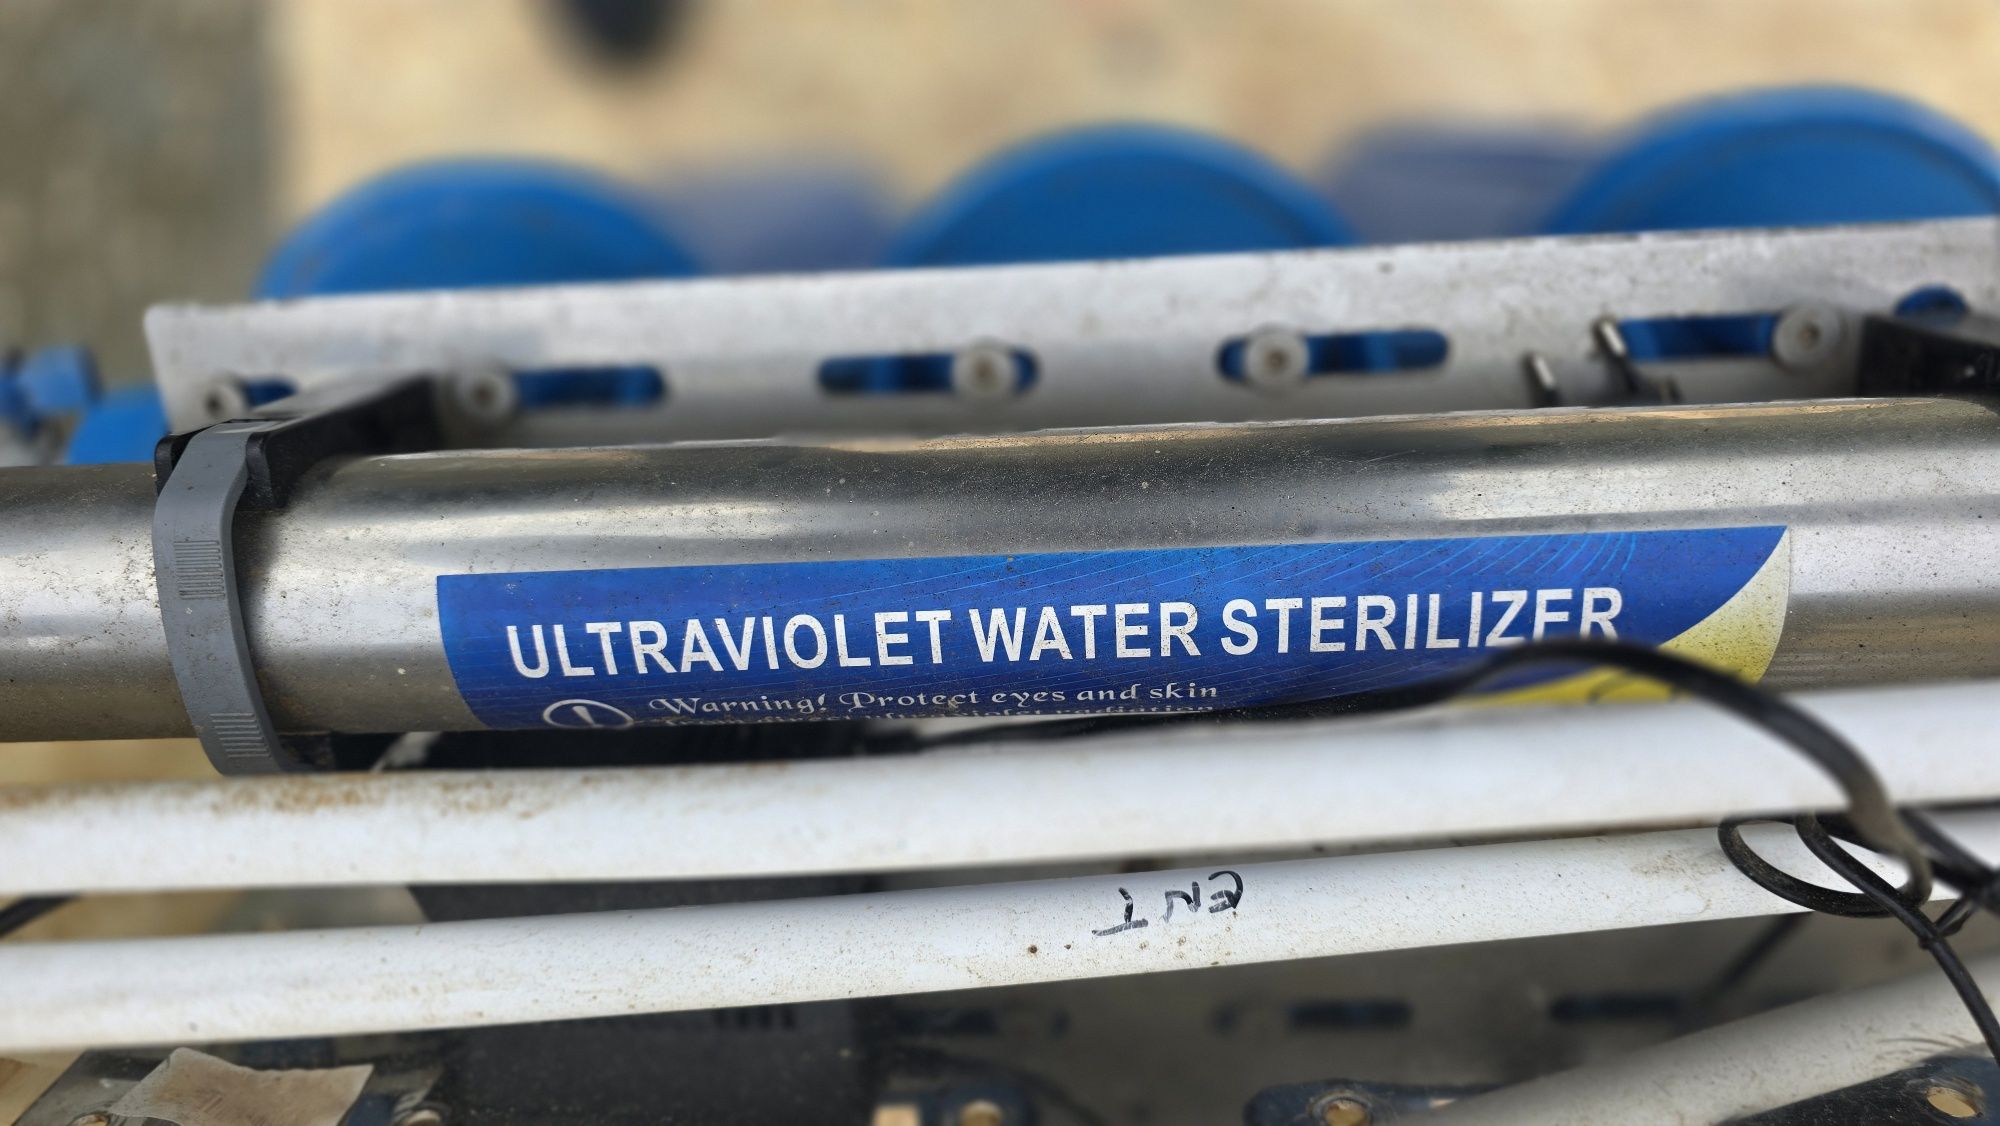 ULTRAVIOLET WATER STERILIZER
Warning! Protect eyes and skin
ENT